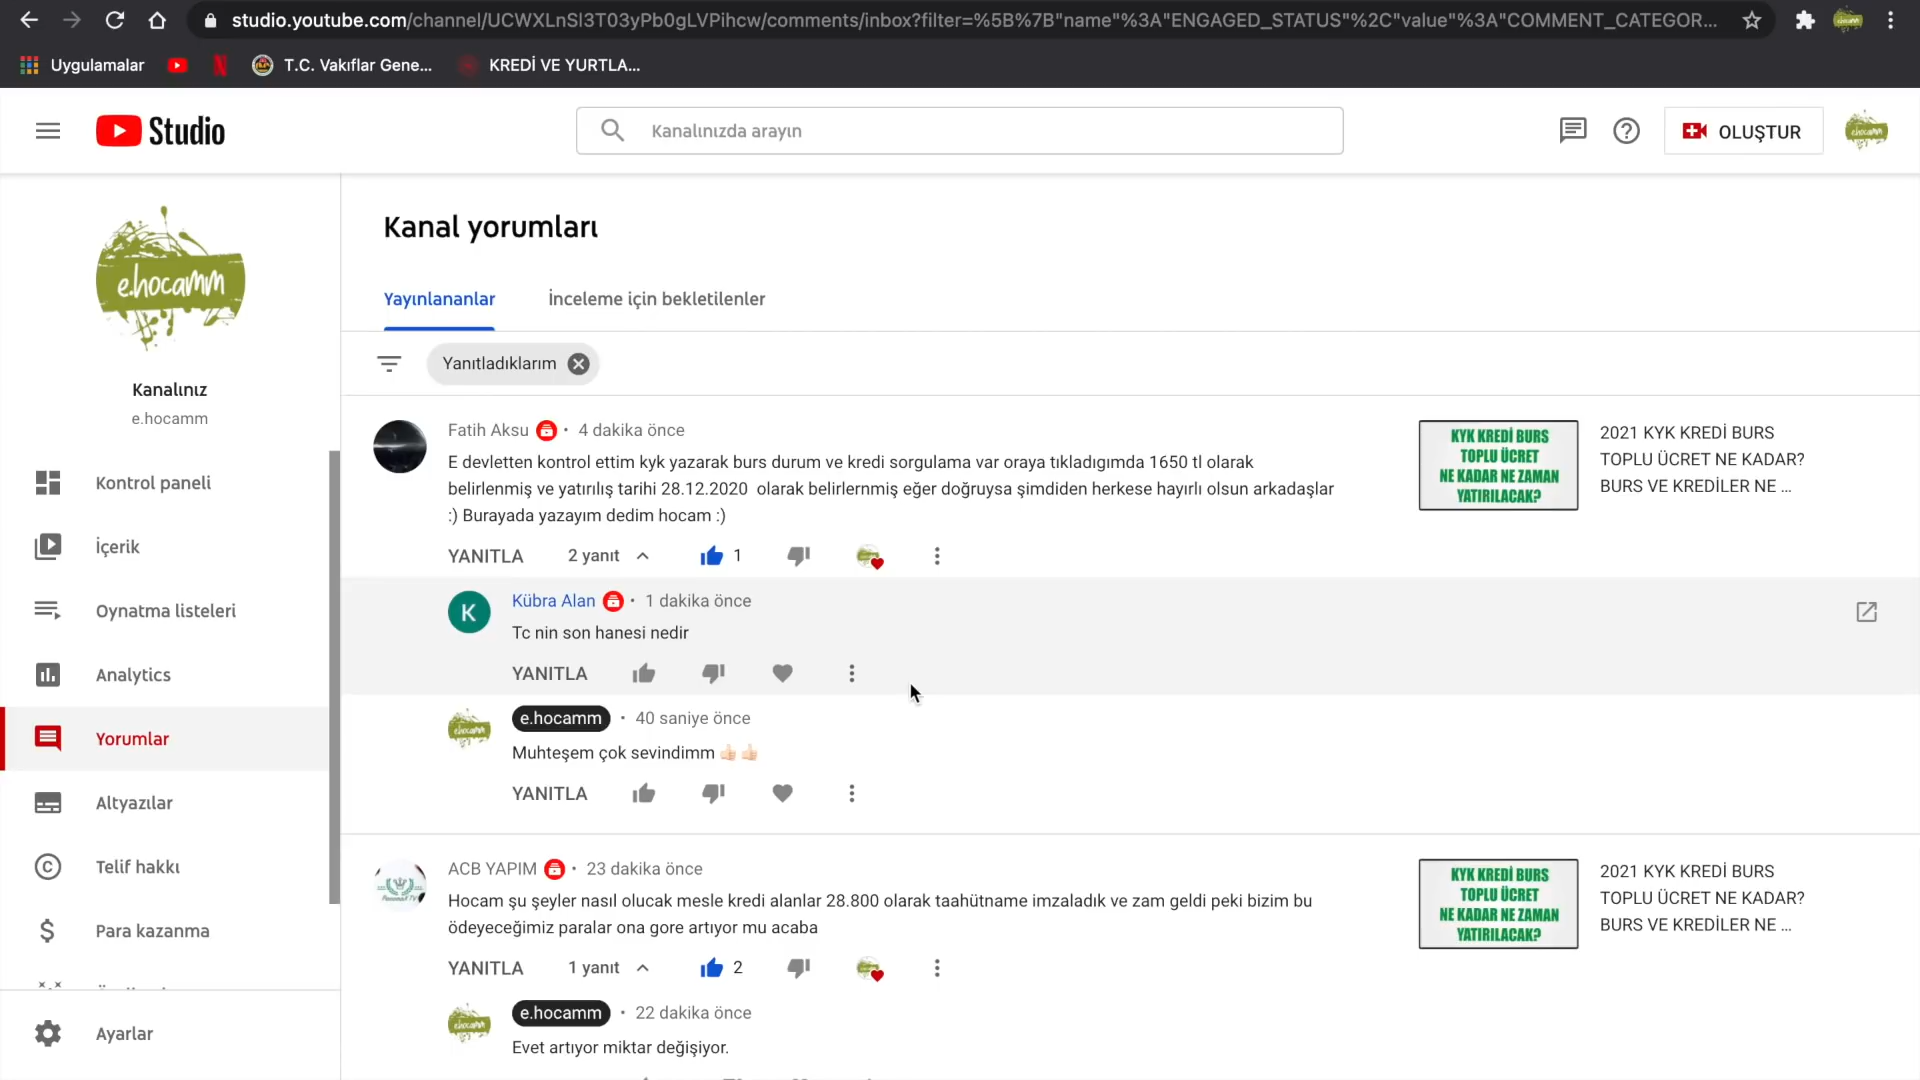 studio.youtube.com/channel/UCWXLnSl3T03yPb0gLVPihcw/comments/inbox?filter=%5B%7B"name"%3A"ENGAGED_STATUS"%2C"value"%3A"COMMENT_CATEGOR...
Uygulamalar
T.C. Vakıflar Gene...
KREDİ VE YURTLA...
Studio
Kanalınızda arayın
OLUŞTUR
e.hocamm
Kanalınız
e.hocamm
Kontrol paneli
İçerik
Oynatma listeleri
Analytics
Yorumlar
Altyazılar
Telif hakkı
Para kazanma
Ayarlar
Kanal yorumları
Yayınlananlar
İnceleme için bekletilenler
Yanıtladıklarım
Fatih Aksu • 4 dakika önce
E devletten kontrol ettim kyk yazarak burs durum ve kredi sorgulama var oraya tıkladıgımda 1650 tl olarak
belirlenmiş ve yatırılış tarihi 28.12.2020 olarak belirlernmiş eğer doğruysa şimdiden herkese hayırlı olsun arkadaşlar
:) Burayada yazayım dedim hocam :)
YANITLA 2 yanıt 1
KYK KREDİ BURS
TOPLU ÜCRET
NE KADAR NE ZAMAN
YATIRILACAK?
2021 KYK KREDİ BURS
TOPLU ÜCRET NE KADAR?
BURS VE KREDİLER NE ...
K
Kübra Alan • 1 dakika önce
Tc nin son hanesi nedir
YANITLA
e.hocamm • 40 saniye önce
Muhteşem çok sevindimm 👍🏻👍🏻
YANITLA
ACB YAPIM • 23 dakika önce
Hocam şu şeyler nasıl olucak mesle kredi alanlar 28.800 olarak taahütname imzaladık ve zam geldi peki bizim bu
ödeyeceğimiz paralar ona gore artıyor mu acaba
YANITLA 1 yanıt 2
KYK KREDİ BURS
TOPLU ÜCRET
NE KADAR NE ZAMAN
YATIRILACAK?
2021 KYK KREDİ BURS
TOPLU ÜCRET NE KADAR?
BURS VE KREDİLER NE ...
e.hocamm • 22 dakika önce
Evet artıyor miktar değişiyor.